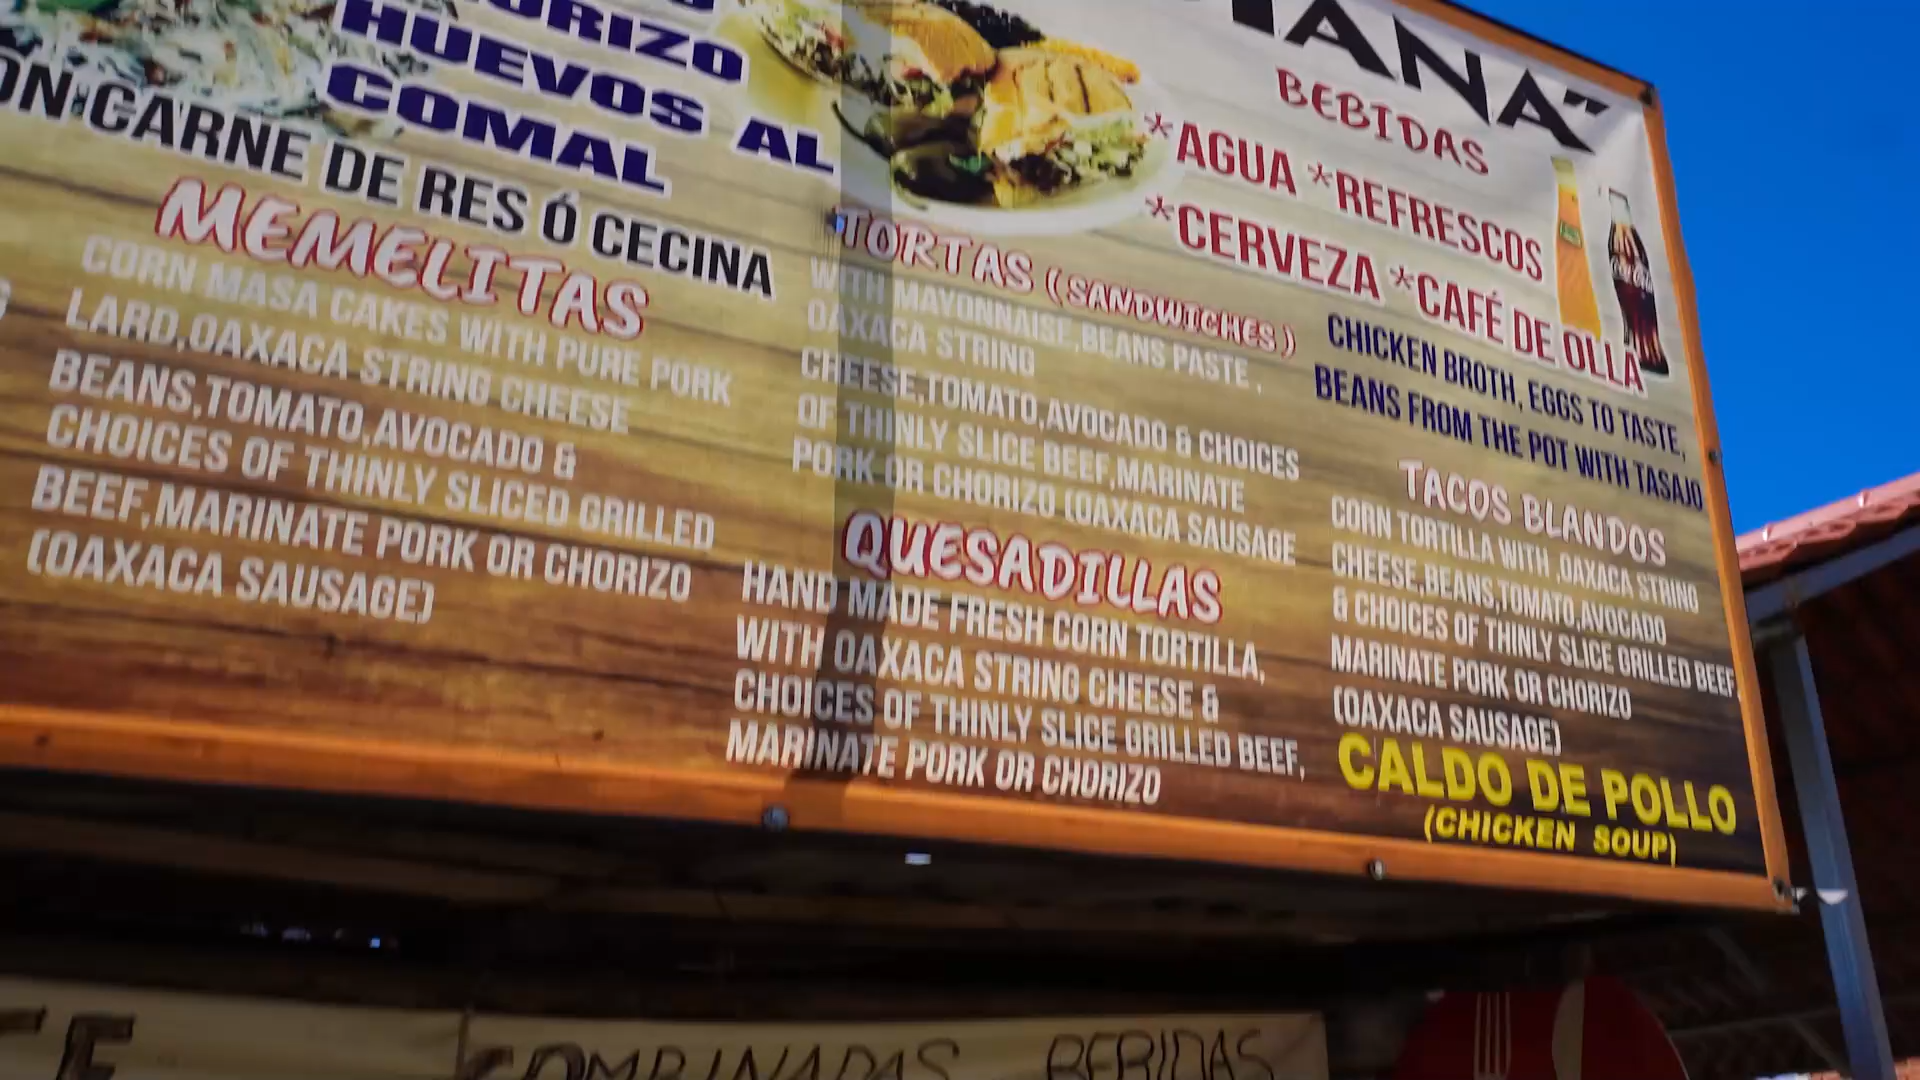 HUEVOS AL
COMAL
CARNE DE RES Ó CECINA
MEMELITAS
CORN MASA CAKES WITH PURE PORK
LARD,OAXACA STRING CHEESE
BEANS,TOMATO,AVOCADO &
CHOICES OF THINLY SLICED GRILLED
BEEF,MARINATE PORK OR CHORIZO
(OAXACA SAUSAGE)
TORTAS (SANDWICHES)
WITH MAYONNAISE,BEANS PASTE ,
OAXACA STRING
CHEESE,TOMATO,AVOCADO & CHOICES
OF THINLY SLICE BEEF,MARINATE
PORK OR CHORIZO (OAXACA SAUSAGE
QUESADILLAS
HAND MADE FRESH CORN TORTILLA,
WITH OAXACA STRING CHEESE &
CHOICES OF THINLY SLICE GRILLED BEEF,
MARINATE PORK OR CHORIZO
BEBIDAS
*AGUA *REFRESCOS
*CERVEZA *CAFÉ DE OLLA
CHICKEN BROTH, EGGS TO TASTE,
BEANS FROM THE POT WITH TASAJO
TACOS BLANDOS
CORN TORTILLA WITH ,OAXACA STRING
CHEESE,BEANS,TOMATO,AVOCADO
& CHOICES OF THINLY SLICE GRILLED BEEF
MARINATE PORK OR CHORIZO
(OAXACA SAUSAGE)
CALDO DE POLLO
(CHICKEN SOUP)
Coca-Cola
COMBINADAS BEBIDAS